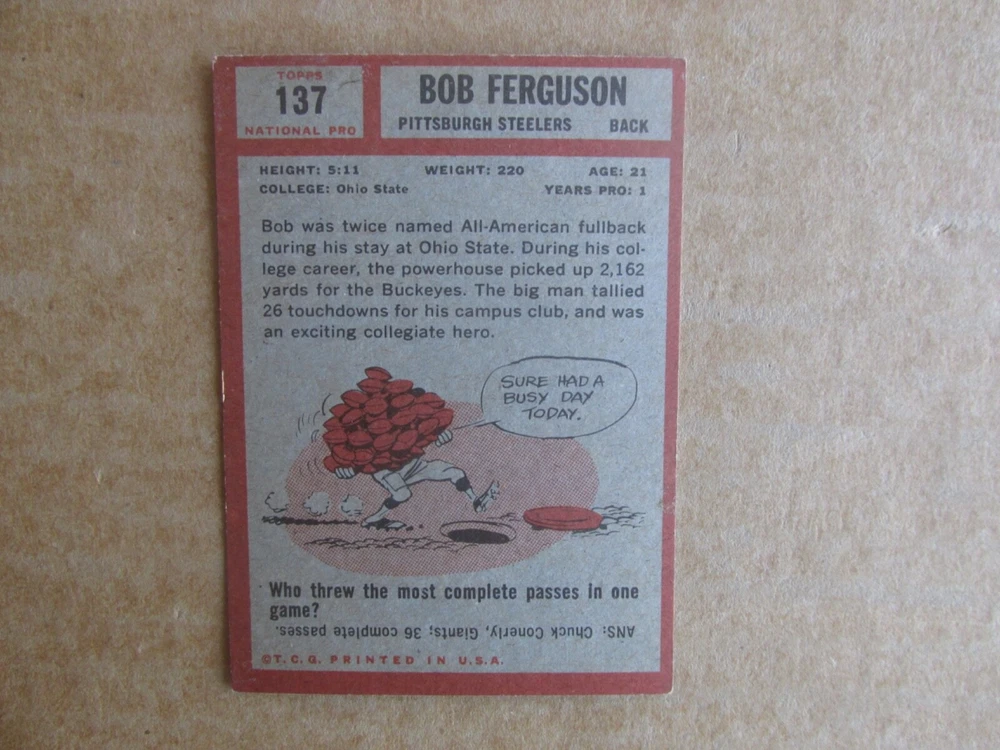 TOPPS
137
NATIONAL PRO
BOB FERGUSON
PITTSBURGH STEELERS BACK
HEIGHT: 5:11 WEIGHT: 220 AGE: 21
COLLEGE: Ohio State YEARS PRO: 1
Bob was twice named All-American fullback
during his stay at Ohio State. During his col-
lege career, the powerhouse picked up 2,162
yards for the Buckeyes. The big man tallied
26 touchdowns for his campus club, and was
an exciting collegiate hero.
SURE HAD A
BUSY DAY
TODAY.
Who threw the most complete passes in one
game?
ANS: Chuck Conerly, Giants; 36 complete passes.
©T.C.G. PRINTED IN U.S.A.